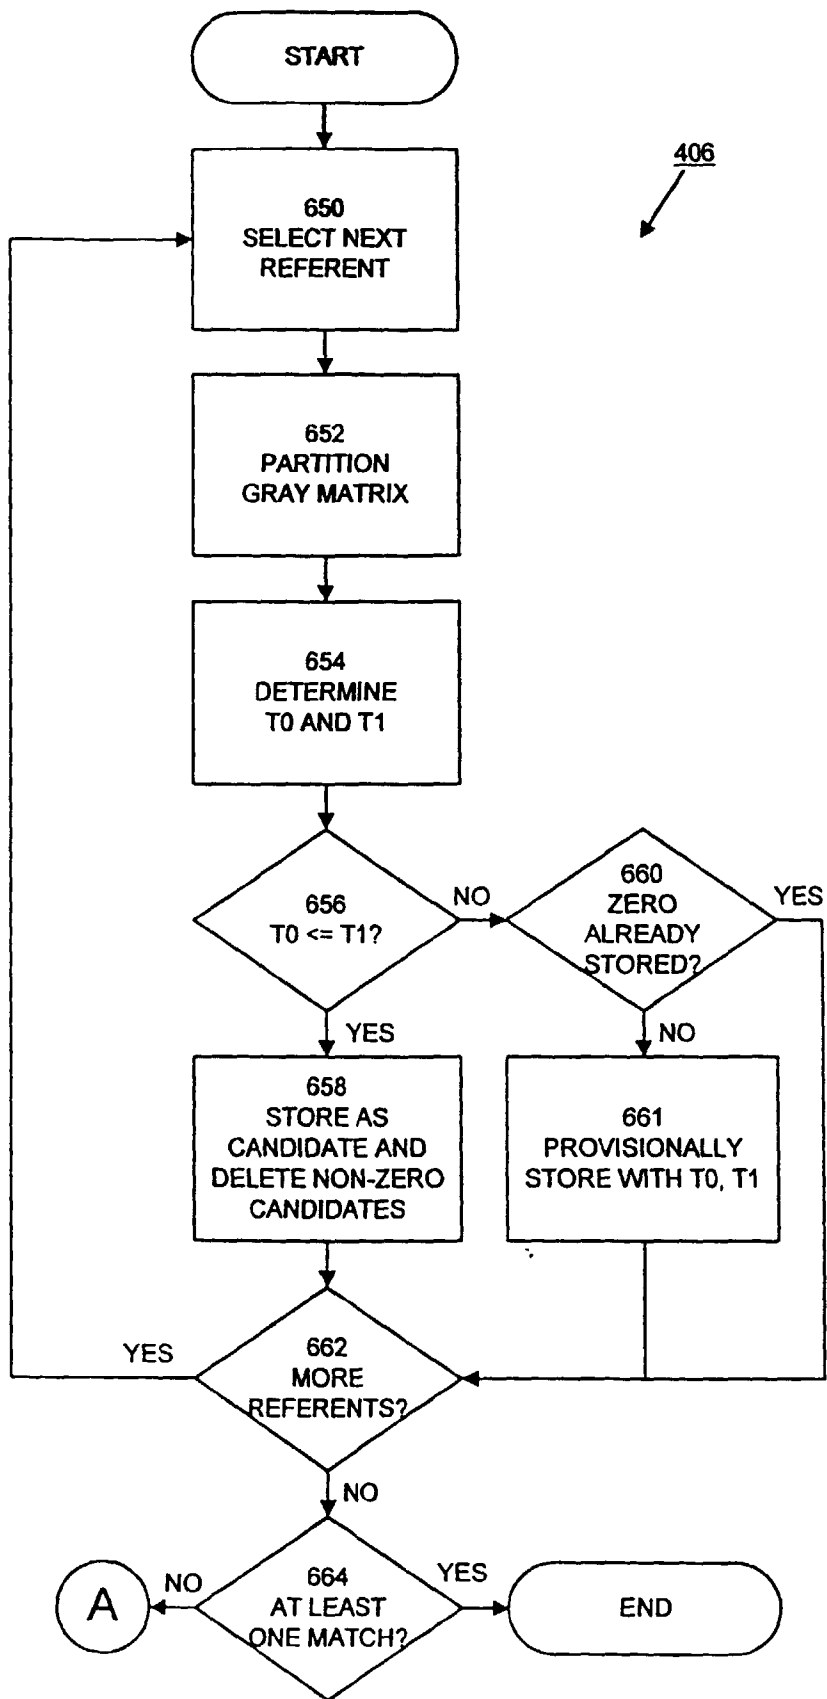 START
406
650
SELECT NEXT
REFERENT
652
PARTITION
GRAY MATRIX
654
DETERMINE
T0 AND T1
656
T0 <= T1?
NO
660
ZERO
ALREADY
STORED?
YES
YES
NO
658
STORE AS
CANDIDATE AND
DELETE NON-ZERO
CANDIDATES
661
PROVISIONALLY
STORE WITH T0, T1
YES
662
MORE
REFERENTS?
NO
A
NO
664
AT LEAST
ONE MATCH?
YES
END